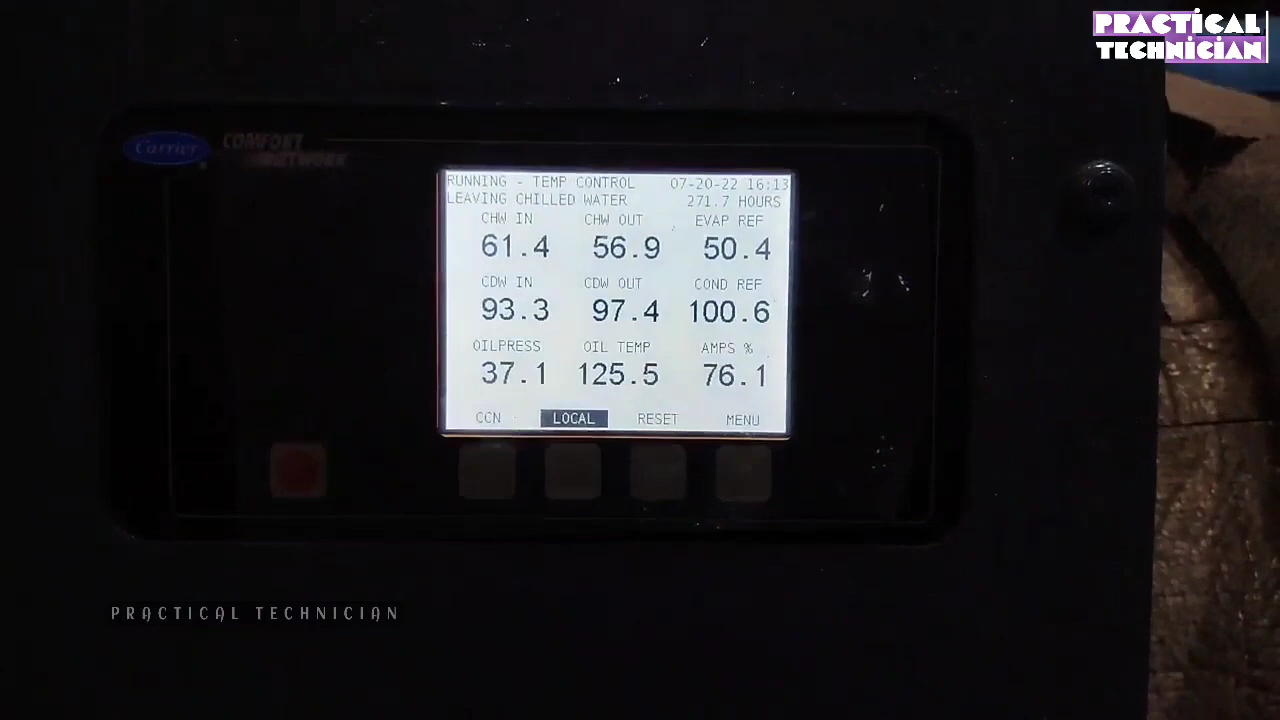 PRACTICAL
TECHNICIAN
Carrier
COMFORT
NETWORK
RUNNING - TEMP CONTROL 07-20-22 16:13
LEAVING CHILLED WATER 271.7 HOURS
CHW IN CHW OUT EVAP REF
61.4 56.9 50.4
CDW IN CDW OUT COND REF
93.3 97.4 100.6
OILPRESS OIL TEMP AMPS %
37.1 125.5 76.1
CCN LOCAL RESET MENU
PRACTICAL TECHNICIAN